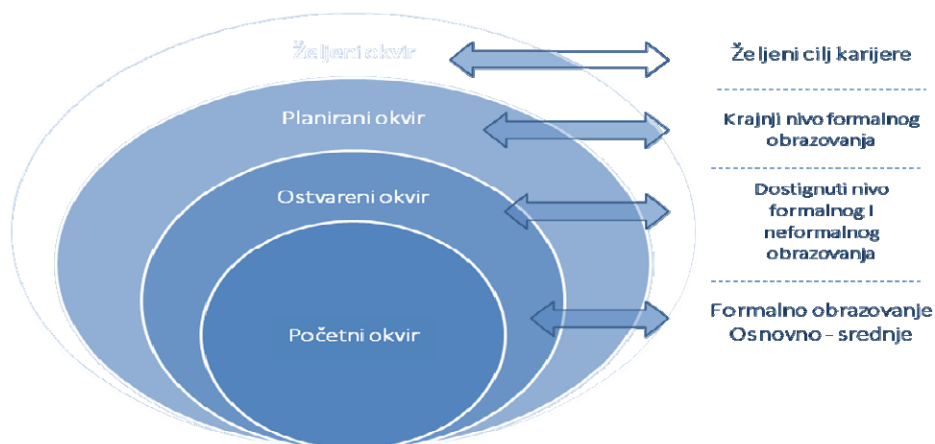 Željeni okvir
Željeni cilj karijere
Planirani okvir
Krajnji nivo formalnog
obrazovanja
Ostvareni okvir
Dostignuti nivo
formalnog I
neformalnog
obrazovanja
Početni okvir
Formalno obrazovanje
Osnovno - srednje